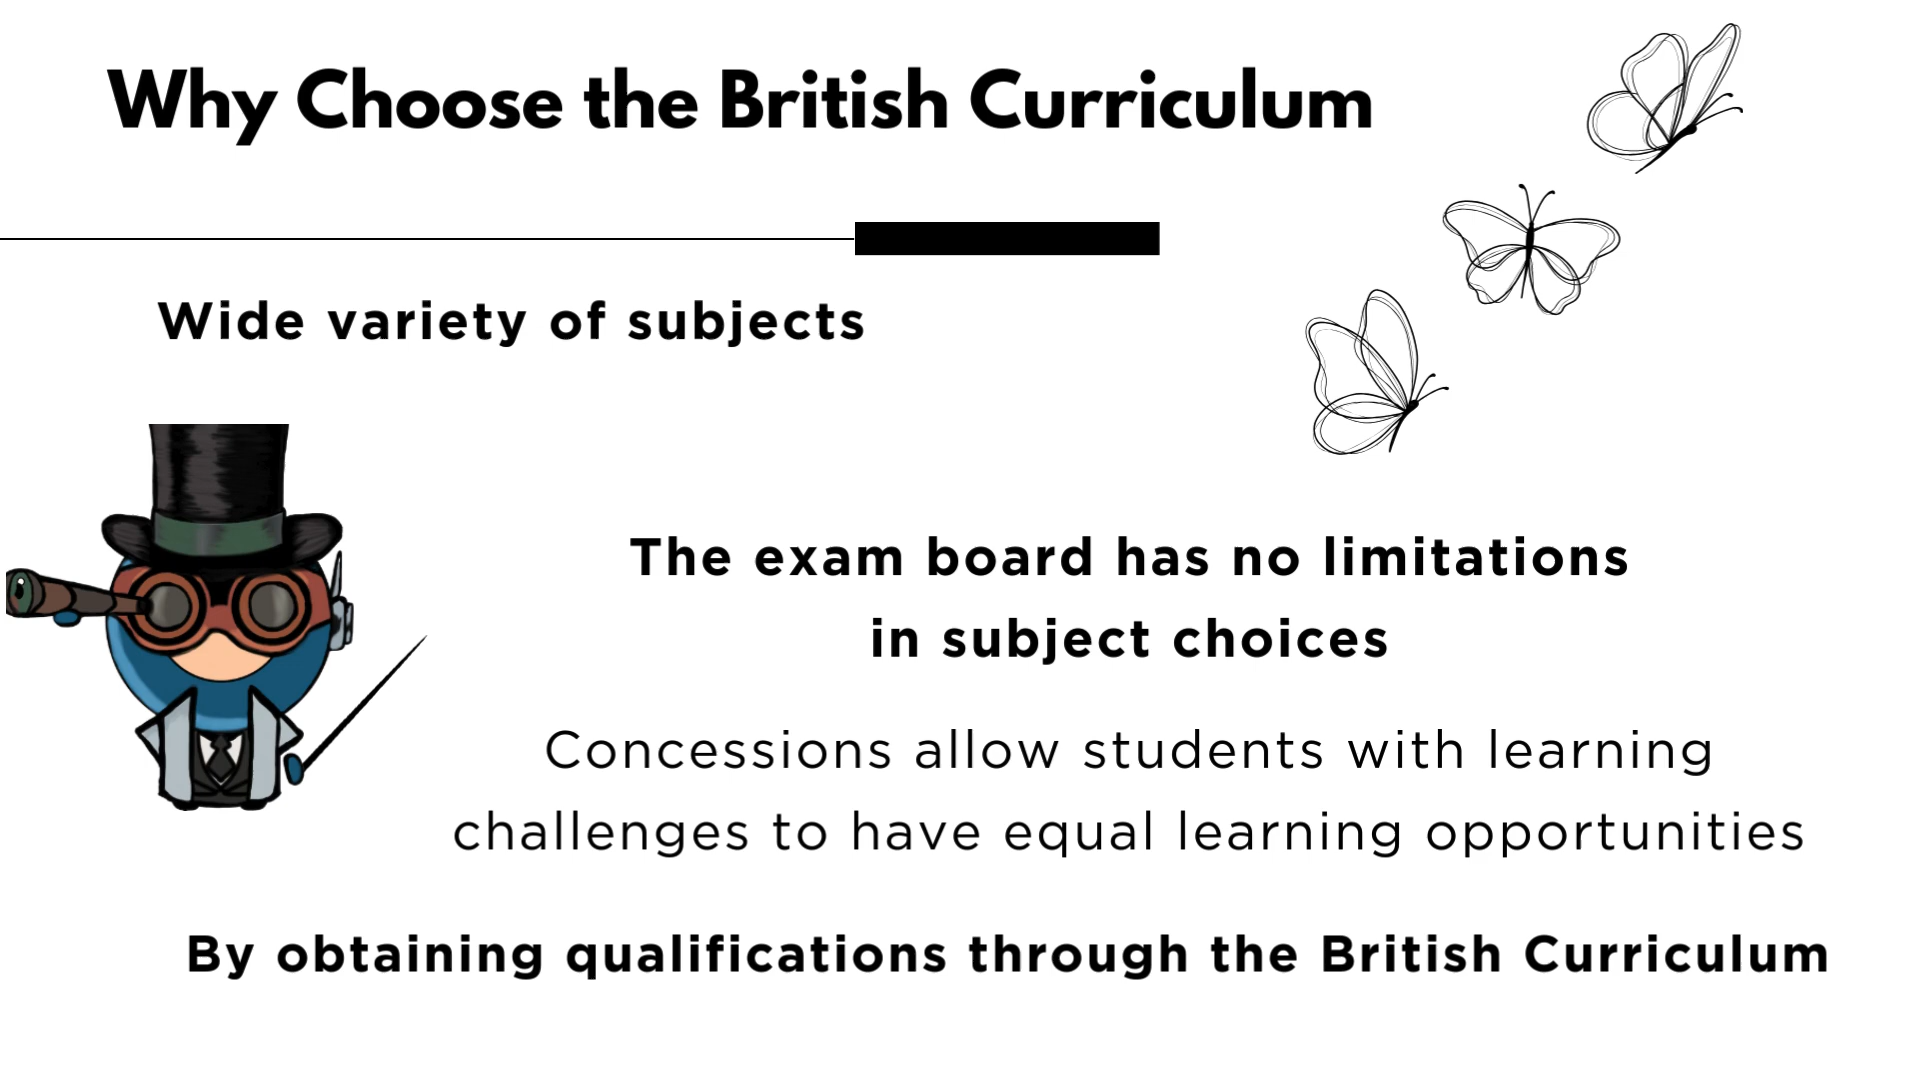 Why Choose the British Curriculum
Wide variety of subjects
The exam board has no limitations
in subject choices
Concessions allow students with learning
challenges to have equal learning opportunities
By obtaining qualifications through the British Curriculum